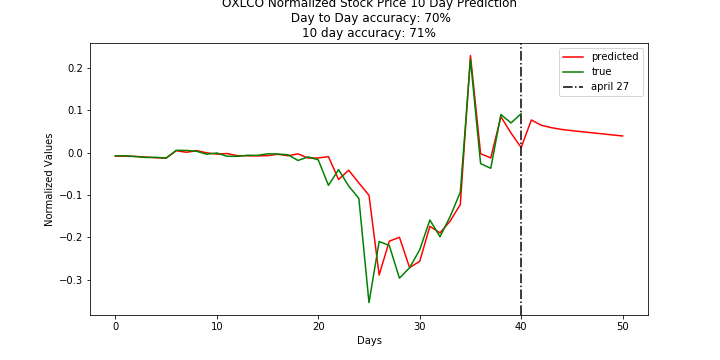 OXLCO Normalized Stock Price 10 Day Prediction
Day to Day accuracy: 70%
10 day accuracy: 71%
predicted
true
april 27
Normalized Values
0.2
0.1
0.0
−0.1
−0.2
−0.3
0 10 20 30 40 50
Days